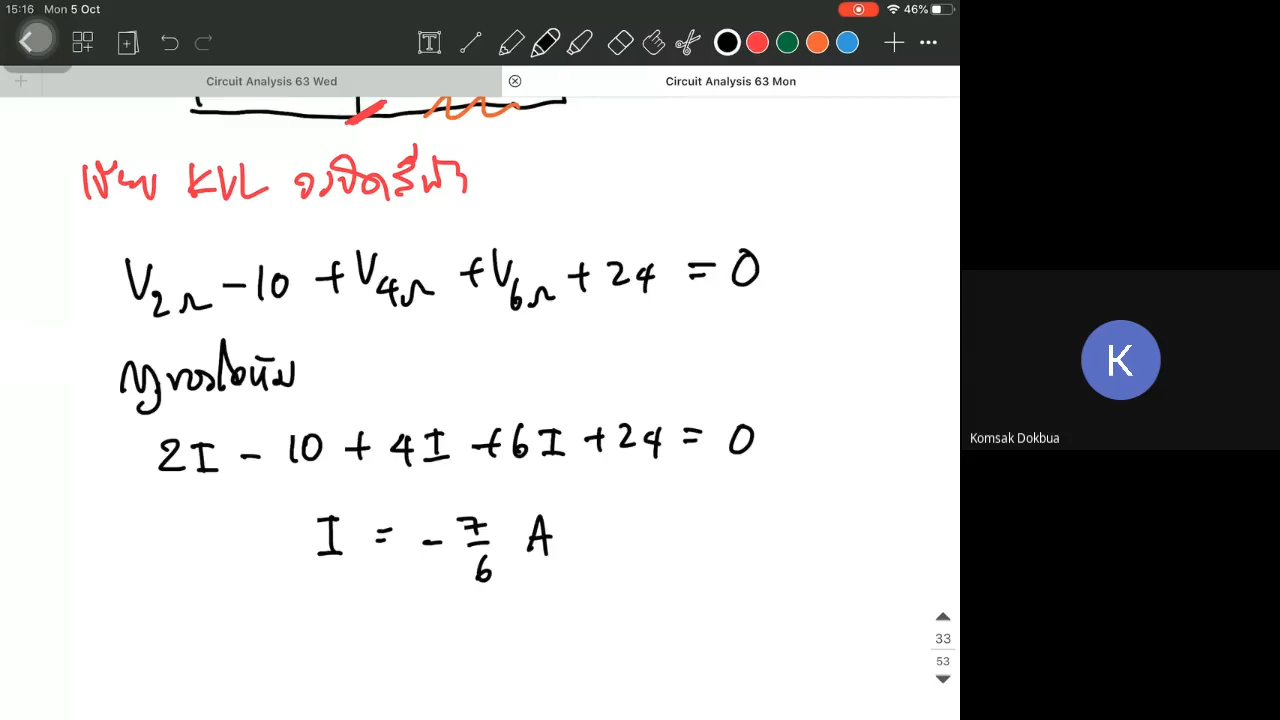 15:16 Mon 5 Oct 46%
Circuit Analysis 63 Wed Circuit Analysis 63 Mon
เขียน KVL วงปิดสีฟ้า
V2Ω - 10 + V4Ω + V6Ω + 24 = 0
กฎของโอห์ม
2I - 10 + 4I + 6I + 24 = 0
I = - 7/6 A
K
Komsak Dokbua
33
53